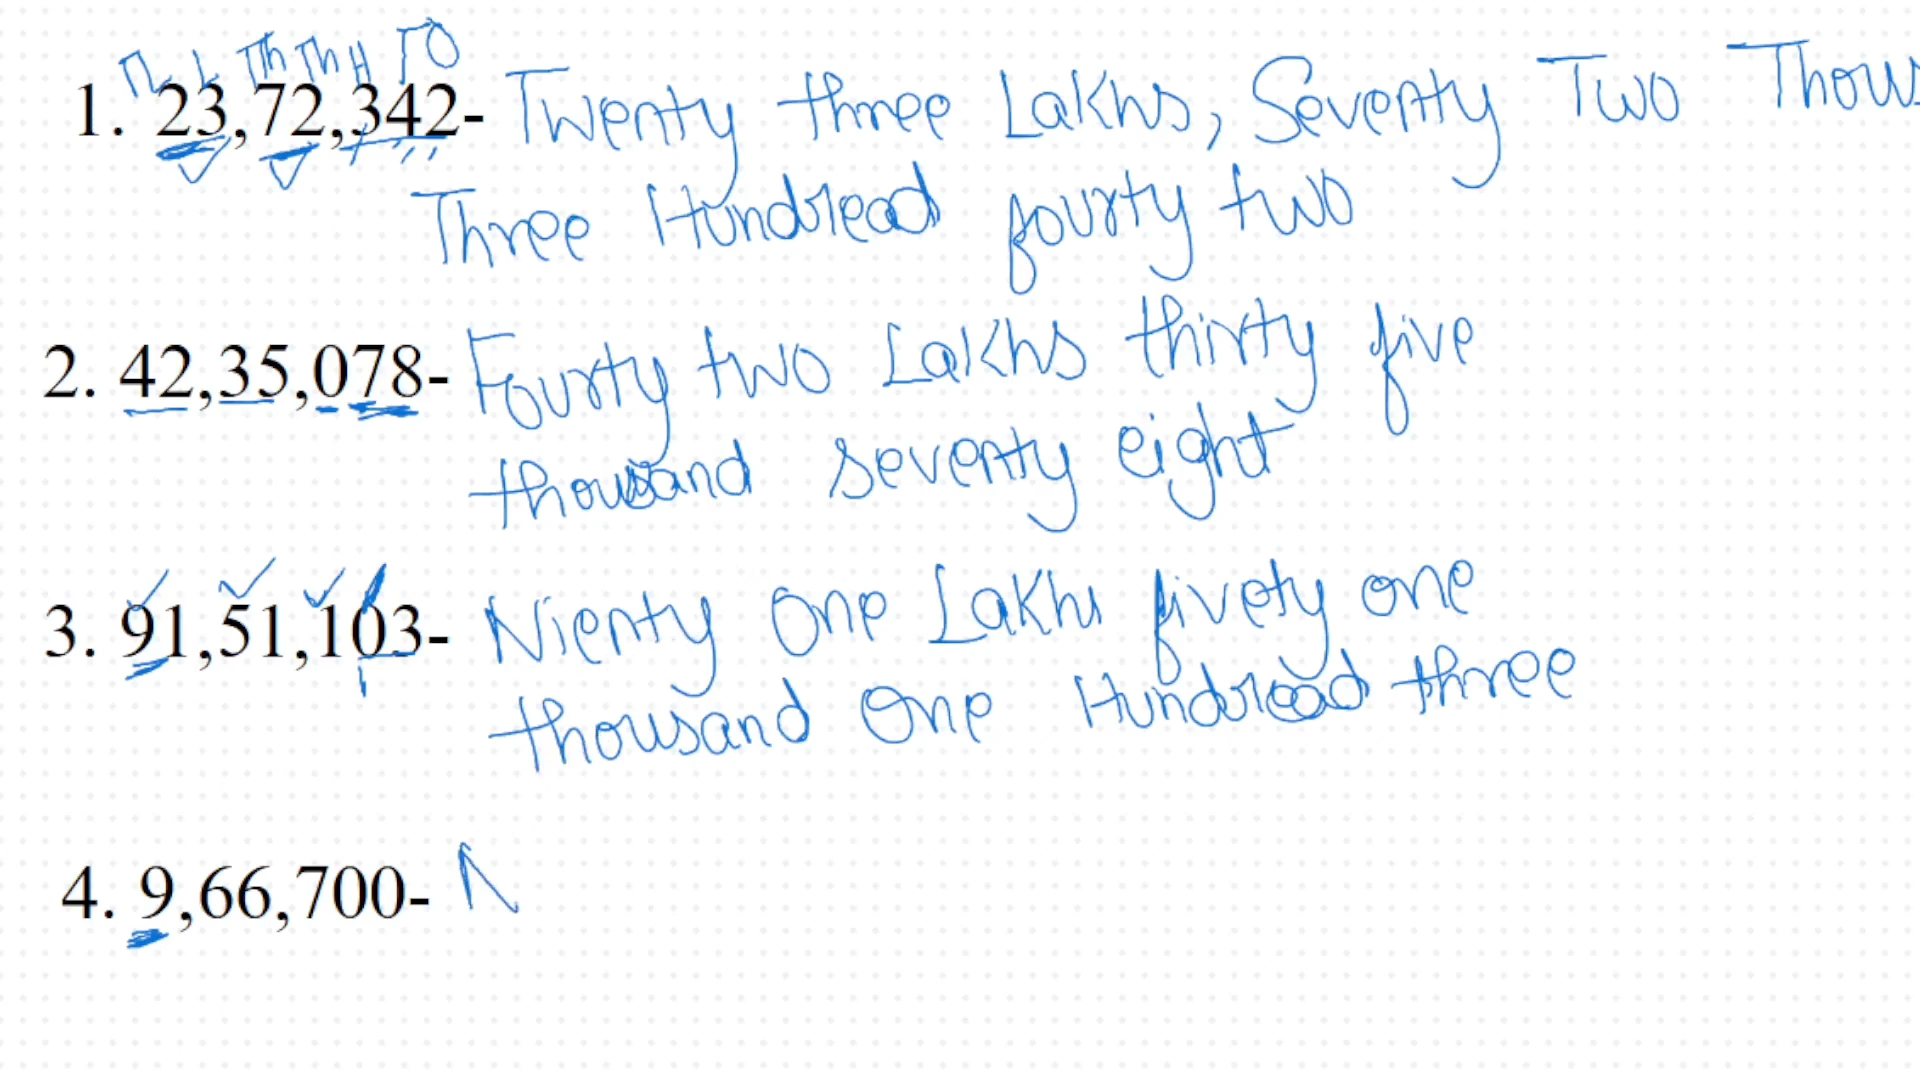 TL L Th Th H T O
1. 23,72,342- Twenty three Lakhs, Seventy Two Thous
Three Hundread fourty two
2. 42,35,078- Fourty two Lakhs thirty five
thousand seventy eight
3. 91,51,103- Nienty One Lakhs fivety one
thousand One Hundread three
4. 9,66,700- N